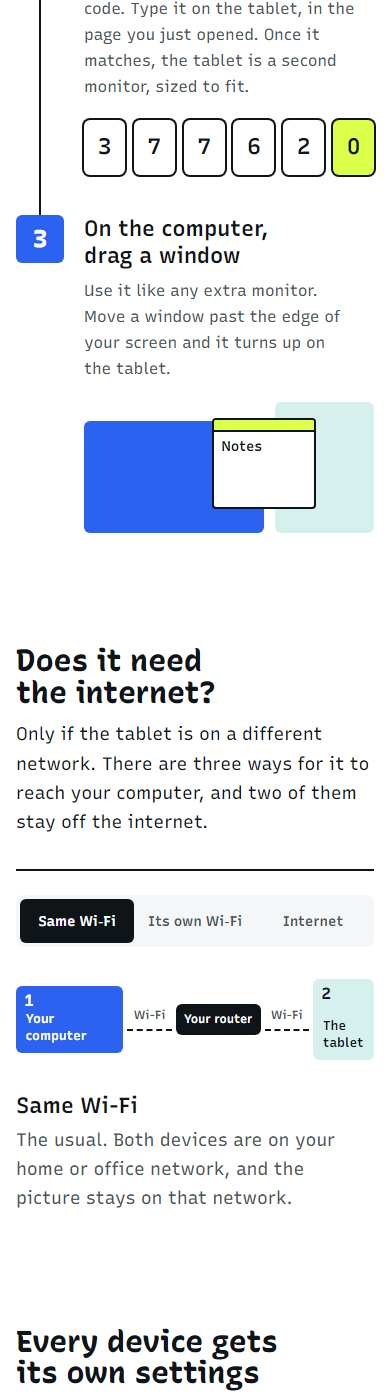 code. Type it on the tablet, in the
page you just opened. Once it
matches, the tablet is a second
monitor, sized to fit.
3 7 7 6 2 0
3
On the computer,
drag a window
Use it like any extra monitor.
Move a window past the edge of
your screen and it turns up on
the tablet.
Notes
Does it need
the internet?
Only if the tablet is on a different
network. There are three ways for it to
reach your computer, and two of them
stay off the internet.
Same Wi-Fi Its own Wi-Fi Internet
1
Your
computer
Wi-Fi
Your router
Wi-Fi
2
The
tablet
Same Wi-Fi
The usual. Both devices are on your
home or office network, and the
picture stays on that network.
Every device gets
its own settings